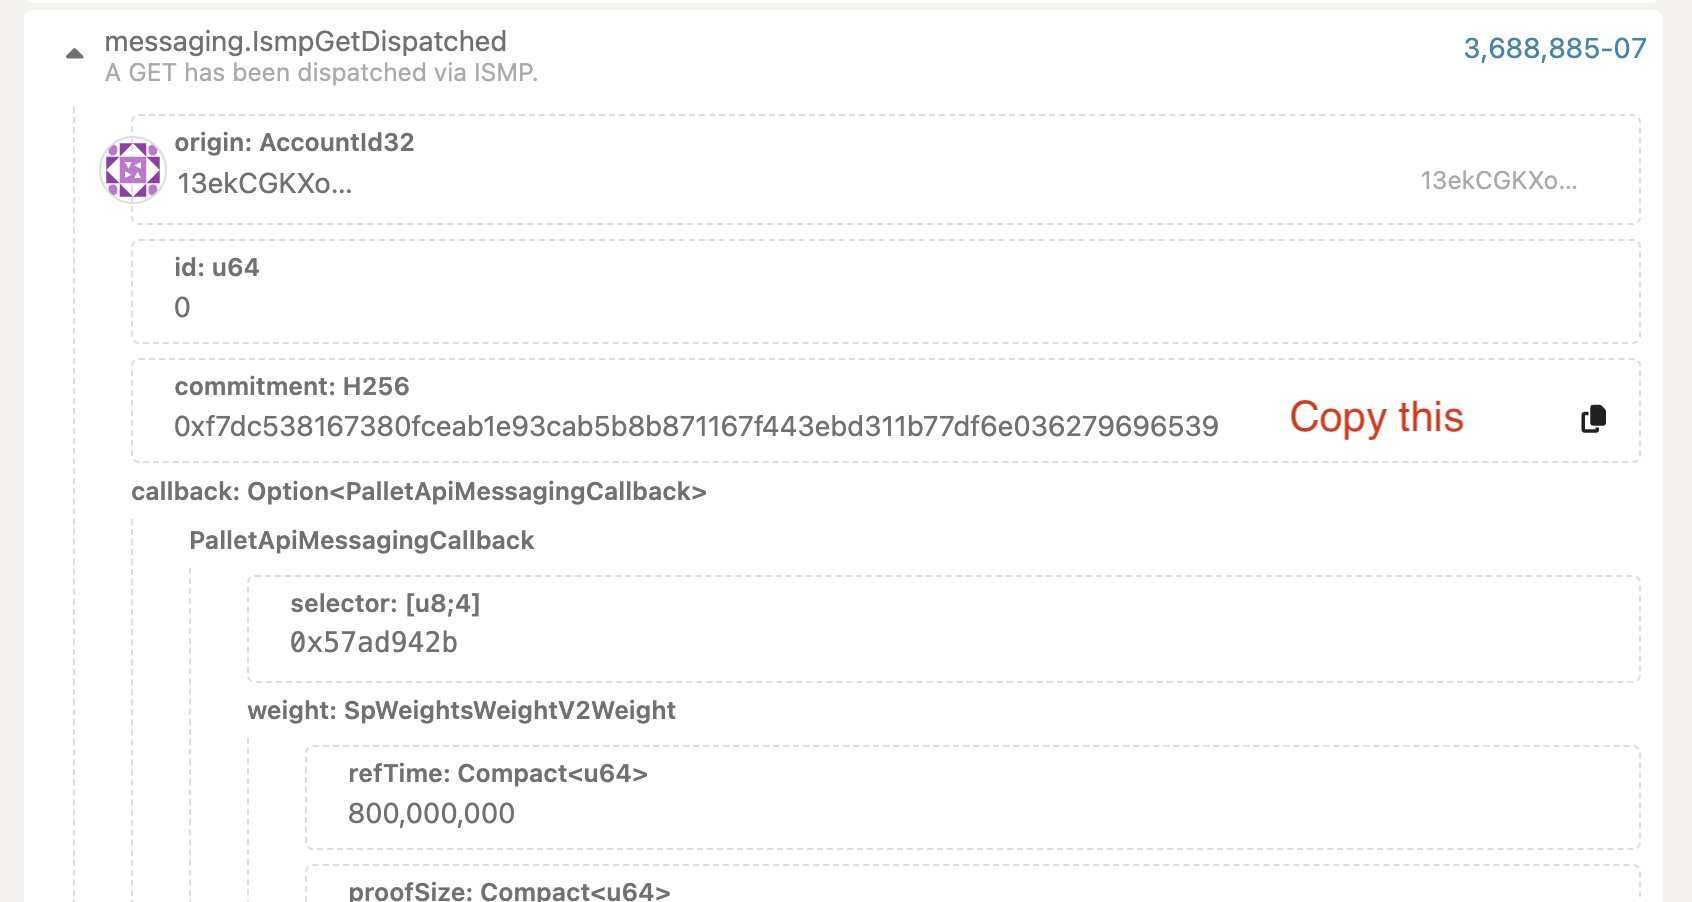 messaging.IsmpGetDispatched
3,688,885-07
A GET has been dispatched via ISMP.
origin: AccountId32
13ekCGKXo...
13ekCGKXo...
id: u64
0
commitment: H256
0xf7dc538167380fceab1e93cab5b8b871167f443ebd311b77df6e036279696539
Copy this
callback: Option<PalletApiMessagingCallback>
PalletApiMessagingCallback
selector: [u8;4]
0x57ad942b
weight: SpWeightsWeightV2Weight
refTime: Compact<u64>
800,000,000
proofSize: Compact<u64>